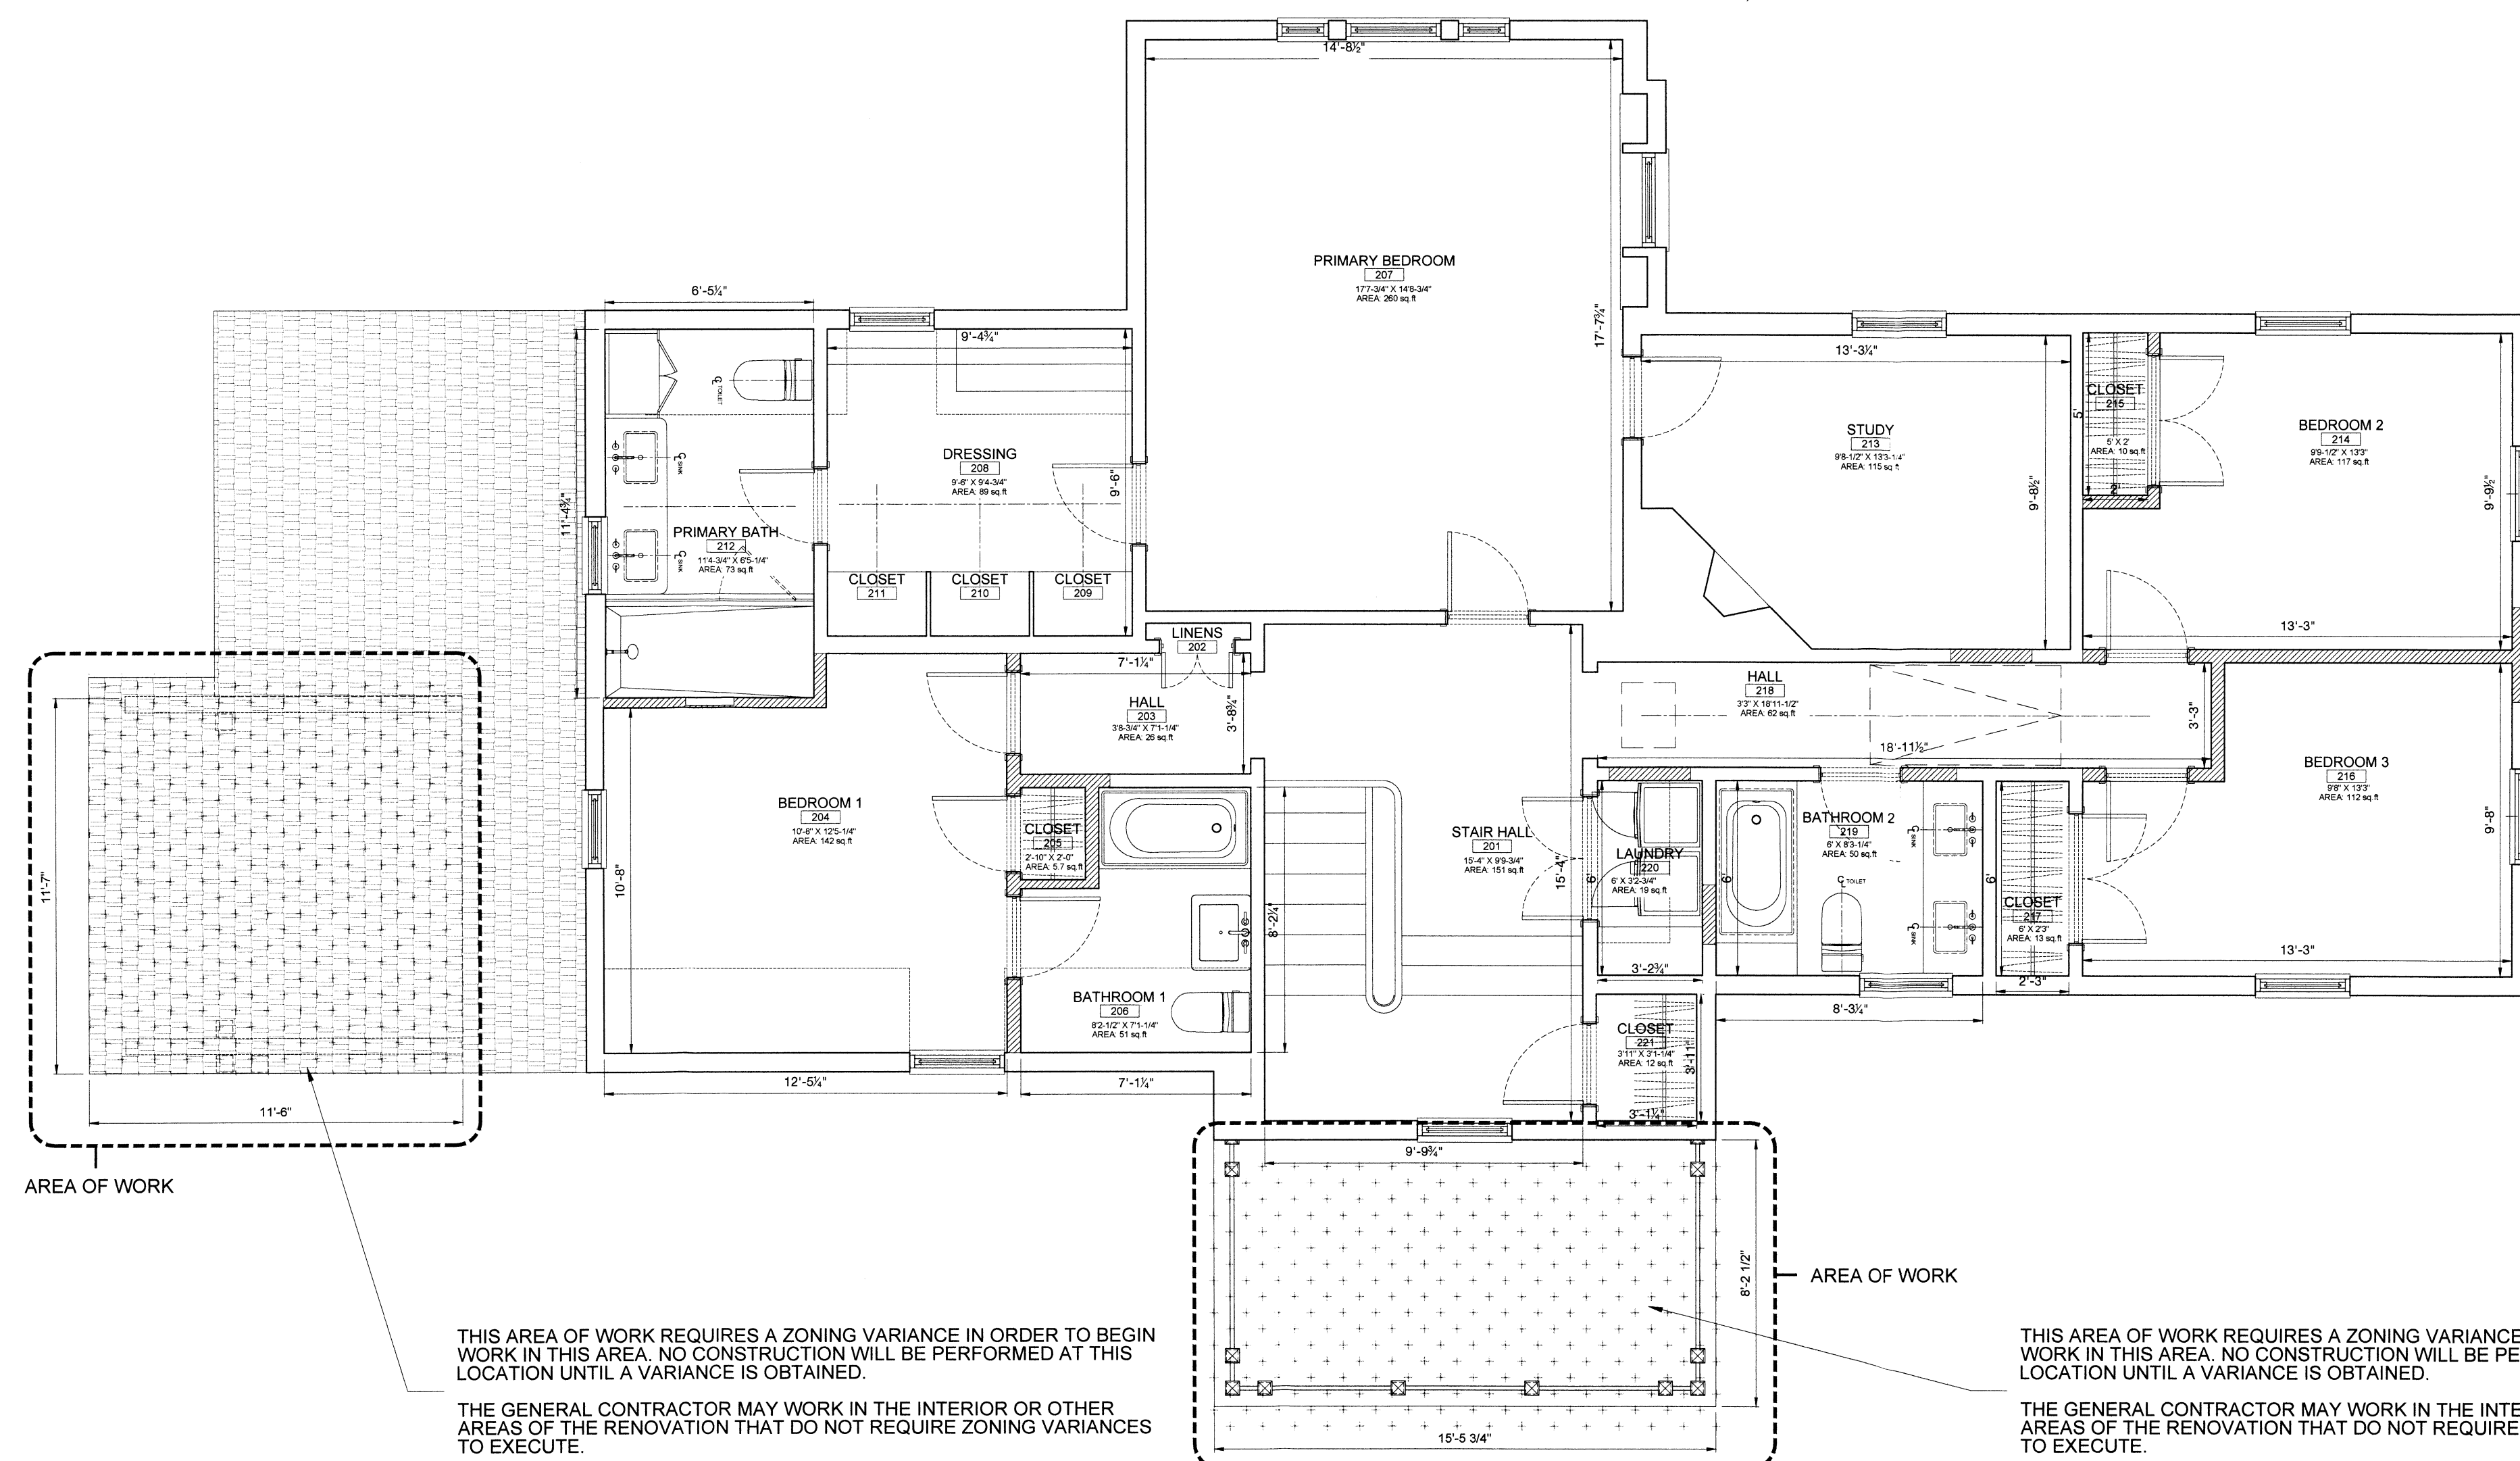 14'-8½"
PRIMARY BEDROOM
207
17'7-3/4" X 14'8-3/4"
AREA: 260 sq.ft
17'-7¾"
6'-5¼"
9'-4¾"
℄ TOILET
℄ SINK
℄ SINK
11'-4¾"
PRIMARY BATH
212
11'4-3/4" X 6'5-1/4"
AREA: 73 sq.ft
DRESSING
208
9'-6" X 9'4-3/4"
AREA: 89 sq.ft
9'-6"
CLOSET
211
CLOSET
210
CLOSET
209
13'-3¼"
STUDY
213
9'8-1/2" X 13'3-1/4"
AREA: 115 sq.ft
9'-8½"
CLOSET
215
5'
5' X 2'
AREA: 10 sq.ft
2'
BEDROOM 2
214
9'9-1/2" X 13'3"
AREA: 117 sq.ft
9'-9½"
13'-3"
LINENS
202
7'-1¼"
HALL
203
3'8-3/4" X 7'1-1/4"
AREA: 26 sq.ft
3'-8¾"
HALL
218
3'3" X 18'11-1/2"
AREA: 62 sq.ft
18'-11½"
3'-3"
BEDROOM 1
204
10'-8" X 12'5-1/4"
AREA: 142 sq.ft
10'-8"
12'-5¼"
CLOSET
205
2'-10" X 2'-0"
AREA: 5.7 sq.ft
BATHROOM 1
206
8'2-1/2" X 7'1-1/4"
AREA: 51 sq.ft
8'-2¼"
7'-1¼"
STAIR HALL
201
15'-4" X 9'9-3/4"
AREA: 151 sq.ft
15'-4"
9'-9¾"
LAUNDRY
220
6' X 3'2-3/4"
AREA: 19 sq.ft
6'
3'-2¾"
BATHROOM 2
219
6' X 8'3-1/4"
AREA: 50 sq.ft
6'
℄ TOILET
℄ SINK
℄ SINK
8'-3¼"
CLOSET
217
6' X 2'3"
AREA: 13 sq.ft
6'
2'-3"
BEDROOM 3
216
9'8" X 13'3"
AREA: 112 sq.ft
9'-8"
13'-3"
CLOSET
221
3'11" X 3'1-1/4"
AREA: 12 sq.ft
3'-11"
3'-1¼"
11'-7"
11'-6"
AREA OF WORK
8'-2 1/2"
15'-5 3/4"
AREA OF WORK
THIS AREA OF WORK REQUIRES A ZONING VARIANCE IN ORDER TO BEGIN
WORK IN THIS AREA. NO CONSTRUCTION WILL BE PERFORMED AT THIS
LOCATION UNTIL A VARIANCE IS OBTAINED.
THE GENERAL CONTRACTOR MAY WORK IN THE INTERIOR OR OTHER
AREAS OF THE RENOVATION THAT DO NOT REQUIRE ZONING VARIANCES
TO EXECUTE.
THIS AREA OF WORK REQUIRES A ZONING VARIANCE
WORK IN THIS AREA. NO CONSTRUCTION WILL BE PE
LOCATION UNTIL A VARIANCE IS OBTAINED.
THE GENERAL CONTRACTOR MAY WORK IN THE INTE
AREAS OF THE RENOVATION THAT DO NOT REQUIRE
TO EXECUTE.